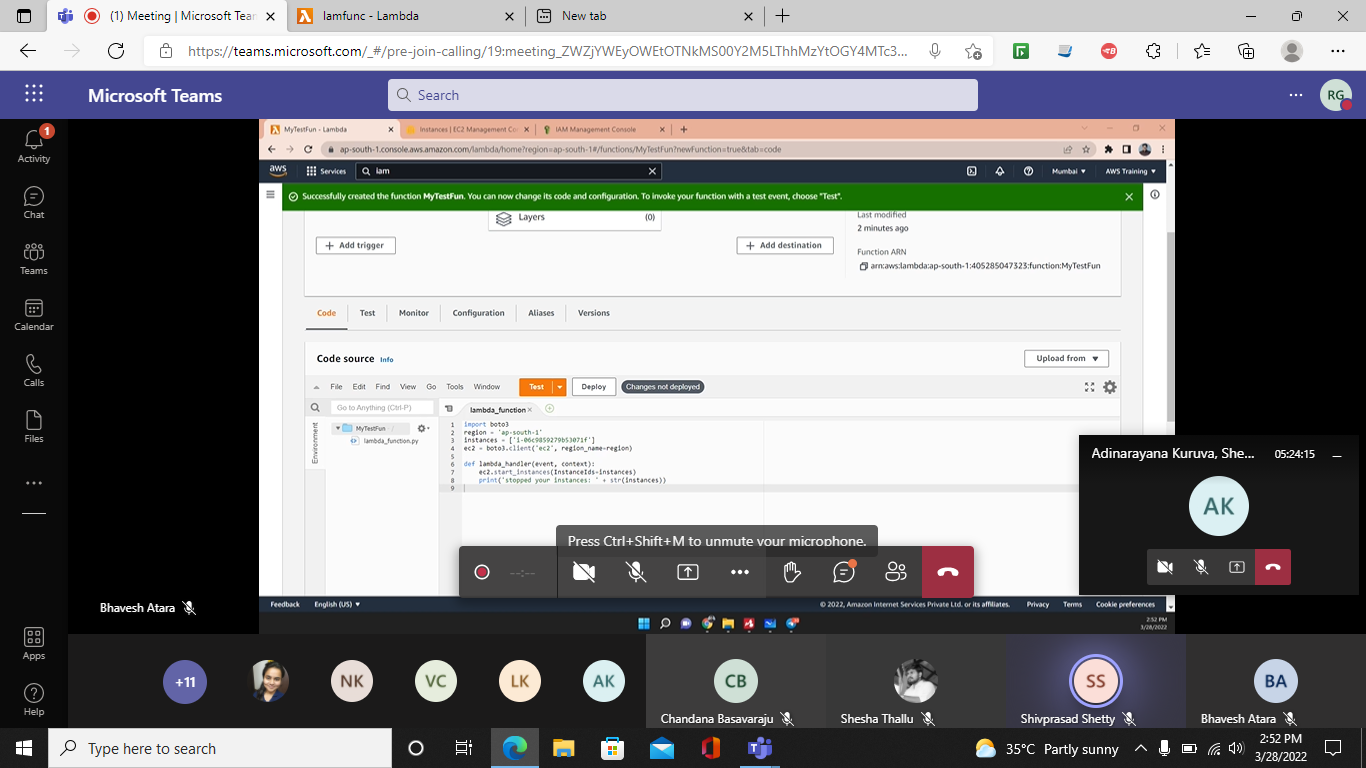 (1) Meeting | Microsoft Tear
Iamfunc - Lambda
New tab
https://teams.microsoft.com/_#/pre-join-calling/19:meeting_ZWZjYWEyOWEtOTNkMS00Y2M5LThhMzYtOGY4MTc3...
Microsoft Teams
Search
RG
1
Activity
Chat
Teams
Calendar
Calls
Files
Apps
Help
MyTestFun - Lambda
Instances | EC2 Management Co
IAM Management Console
ap-south-1.console.aws.amazon.com/lambda/home?region=ap-south-1#/functions/MyTestFun?newFunction=true&tab=code
aws
Services
iam
Mumbai
AWS Training
Successfully created the function MyTestFun. You can now change its code and configuration. To invoke your function with a test event, choose "Test".
Layers
(0)
Add trigger
Add destination
Last modified
2 minutes ago
Function ARN
arn:aws:lambda:ap-south-1:405285047323:function:MyTestFun
Code
Test
Monitor
Configuration
Aliases
Versions
Code source
Info
Upload from
File Edit Find View Go Tools Window
Test
Deploy
Changes not deployed
Go to Anything (Ctrl-P)
Environment
MyTestFun /
lambda_function.py
lambda_function
1 import boto3
2 region = 'ap-south-1'
3 instances = ['i-06c9859279b53071f']
4 ec2 = boto3.client('ec2', region_name=region)
5
6 def lambda_handler(event, context):
7 ec2.start_instances(InstanceIds=instances)
8 print('stopped your instances: ' + str(instances))
9
Press Ctrl+Shift+M to unmute your microphone.
--:--
Adinarayana Kuruva, She...
05:24:15
AK
Feedback
English (US)
© 2022, Amazon Internet Services Private Ltd. or its affiliates.
Privacy
Terms
Cookie preferences
2:52 PM
3/28/2022
Bhavesh Atara
+11
NK
VC
LK
AK
CB
Chandana Basavaraju
Shesha Thallu
SS
Shivprasad Shetty
BA
Bhavesh Atara
Type here to search
35°C Partly sunny
2:52 PM
3/28/2022